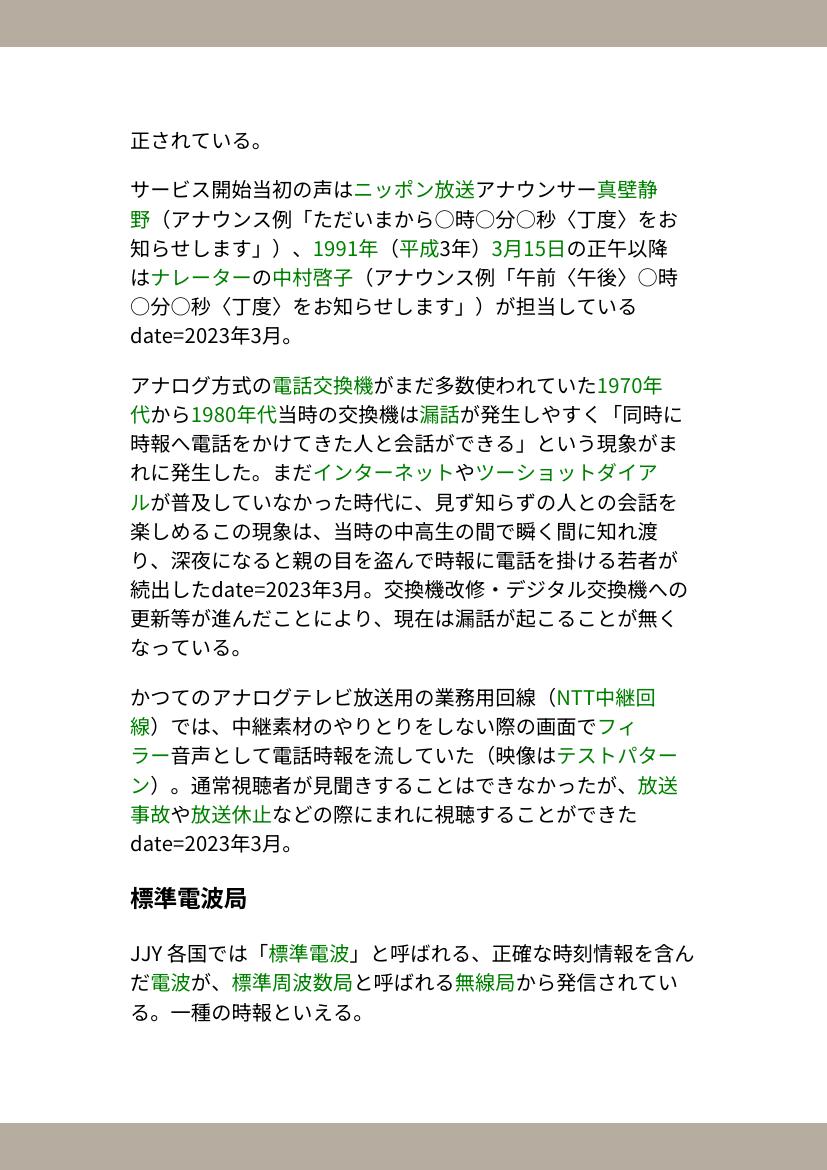 正されている。
サービス開始当初の声はニッポン放送アナウンサー真壁静
野（アナウンス例「ただいまから〇時〇分〇秒〈丁度〉をお
知らせします」）、1991年（平成3年）3月15日の正午以降
はナレーターの中村啓子（アナウンス例「午前〈午後〉〇時
〇分〇秒〈丁度〉をお知らせします」）が担当している
date=2023年3月。
アナログ方式の電話交換機がまだ多数使われていた1970年
代から1980年代当時の交換機は漏話が発生しやすく「同時に
時報へ電話をかけてきた人と会話ができる」という現象がま
れに発生した。まだインターネットやツーショットダイア
ルが普及していなかった時代に、見ず知らずの人との会話を
楽しめるこの現象は、当時の中高生の間で瞬く間に知れ渡
り、深夜になると親の目を盗んで時報に電話を掛ける若者が
続出したdate=2023年3月。交換機改修・デジタル交換機への
更新等が進んだことにより、現在は漏話が起こることが無く
なっている。
かつてのアナログテレビ放送用の業務用回線（NTT中継回
線）では、中継素材のやりとりをしない際の画面でフィ
ラー音声として電話時報を流していた（映像はテストパター
ン）。通常視聴者が見聞きすることはできなかったが、放送
事故や放送休止などの際にまれに視聴することができた
date=2023年3月。
標準電波局
JJY 各国では「標準電波」と呼ばれる、正確な時刻情報を含ん
だ電波が、標準周波数局と呼ばれる無線局から発信されてい
る。一種の時報といえる。